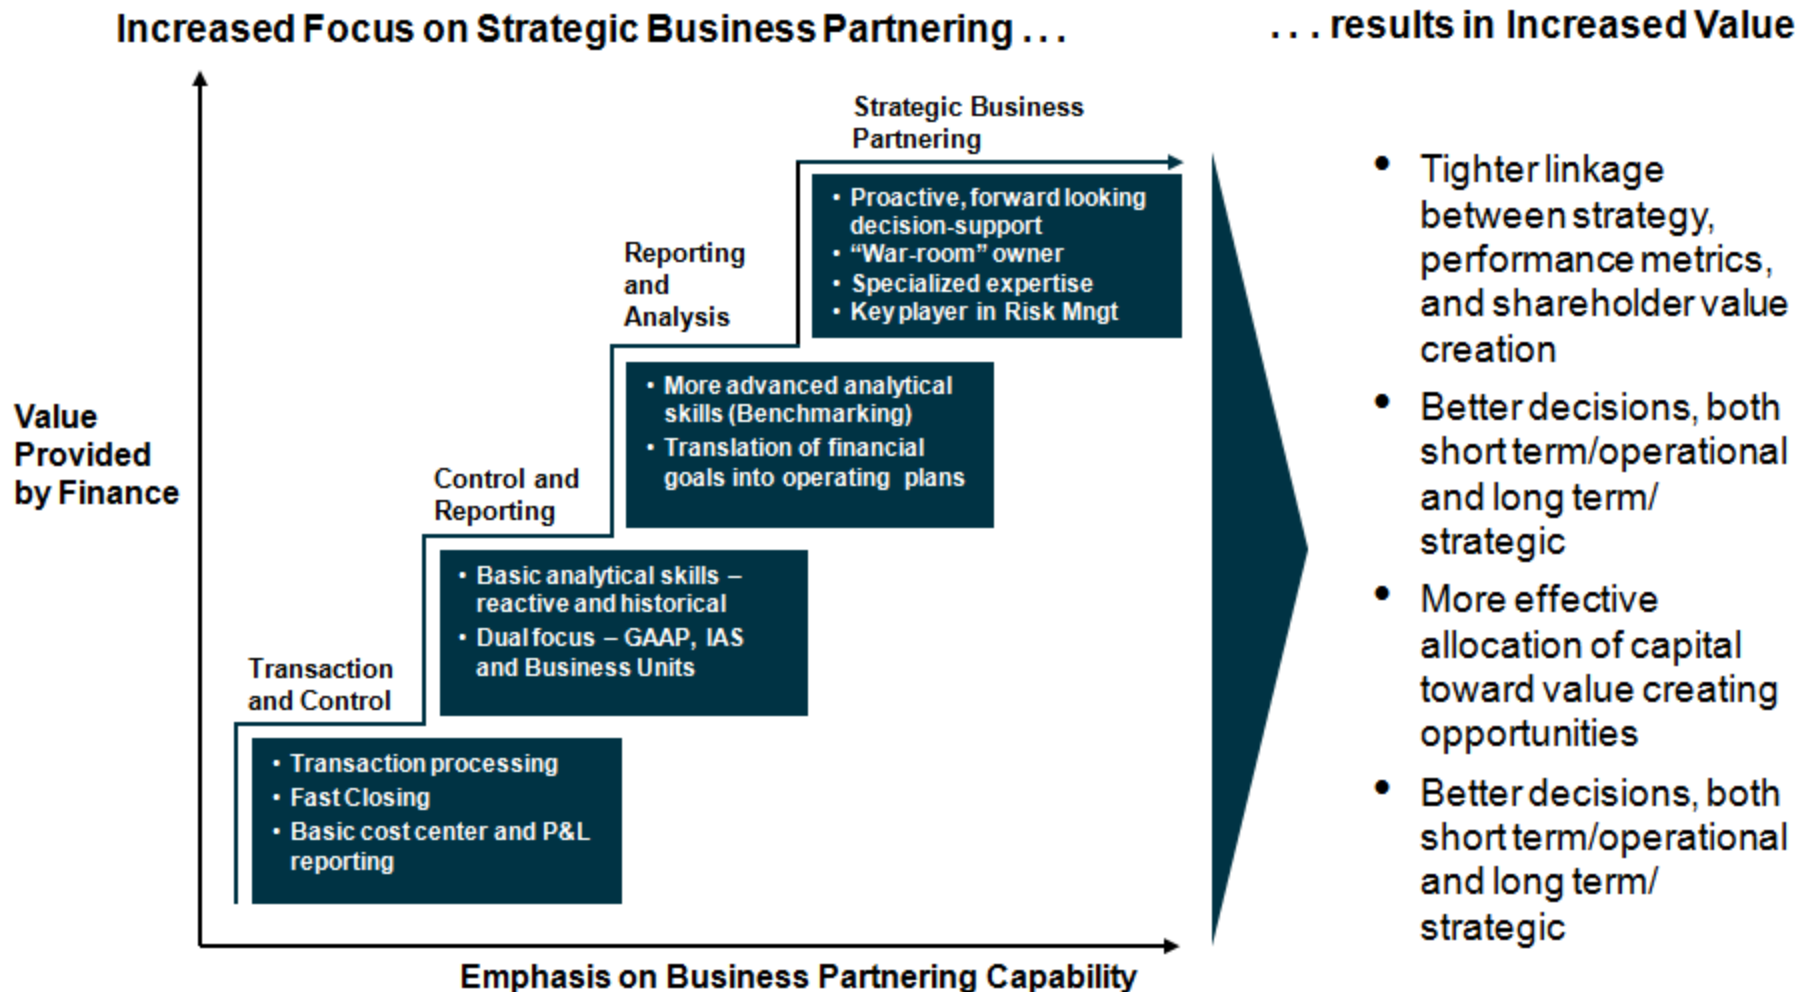 Increased Focus on Strategic Business Partnering . . .
. . . results in Increased Value
Value
Provided
by Finance
Strategic Business
Partnering
• Proactive, forward looking
decision-support
• “War-room” owner
• Specialized expertise
• Key player in Risk Mngt
Reporting
and
Analysis
• More advanced analytical
skills (Benchmarking)
• Translation of financial
goals into operating plans
Control and
Reporting
• Basic analytical skills –
reactive and historical
• Dual focus – GAAP, IAS
and Business Units
Transaction
and Control
• Transaction processing
• Fast Closing
• Basic cost center and P&L
reporting
Emphasis on Business Partnering Capability
• Tighter linkage
between strategy,
performance metrics,
and shareholder value
creation
• Better decisions, both
short term/operational
and long term/
strategic
• More effective
allocation of capital
toward value creating
opportunities
• Better decisions, both
short term/operational
and long term/
strategic